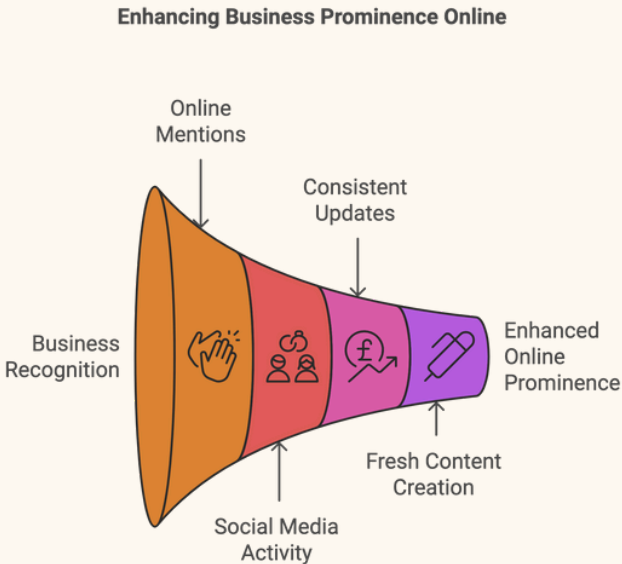 Enhancing Business Prominence Online
Online
Mentions
Consistent
Updates
Business
Recognition
£
Enhanced
Online
Prominence
Fresh Content
Creation
Social Media
Activity